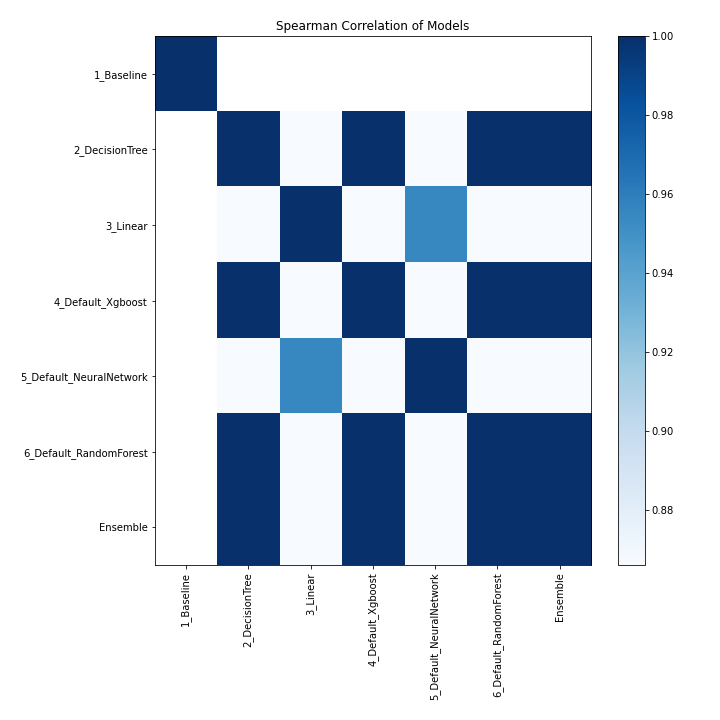 Spearman Correlation of Models
1_Baseline
2_DecisionTree
3_Linear
4_Default_Xgboost
5_Default_NeuralNetwork
6_Default_RandomForest
Ensemble
1_Baseline
2_DecisionTree
3_Linear
4_Default_Xgboost
5_Default_NeuralNetwork
6_Default_RandomForest
Ensemble
1.00
0.98
0.96
0.94
0.92
0.90
0.88